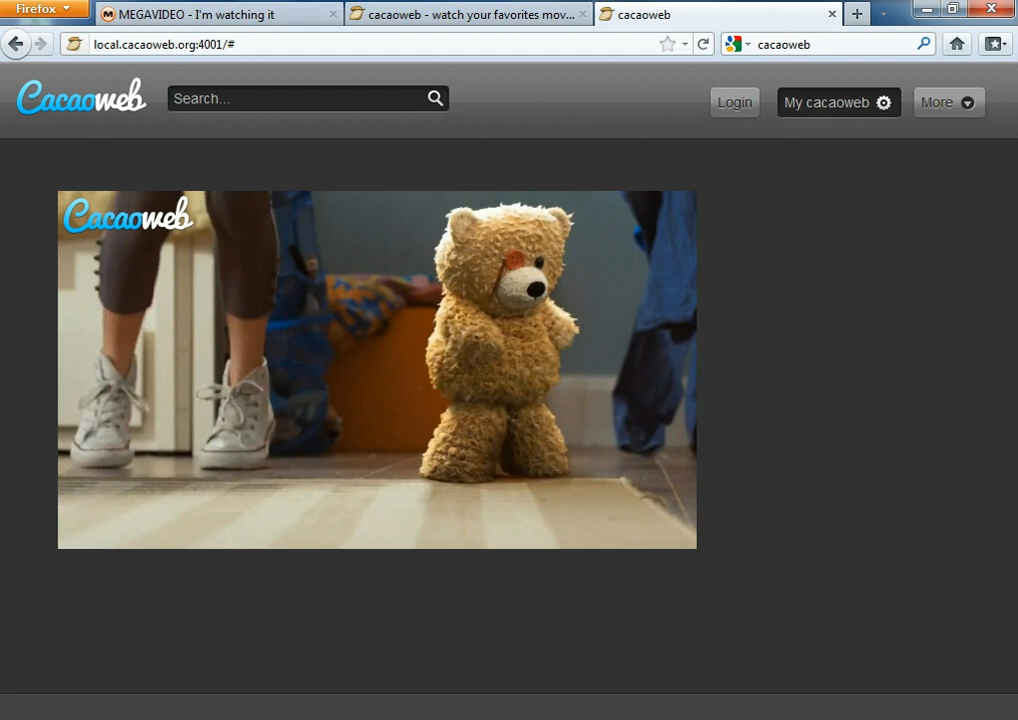 Firefox
MEGAVIDEO - I'm watching it
cacaoweb - watch your favorites mov...
cacaoweb
local.cacaoweb.org:4001/#
cacaoweb
Cacaoweb
Search...
Login
My cacaoweb
More
Cacaoweb